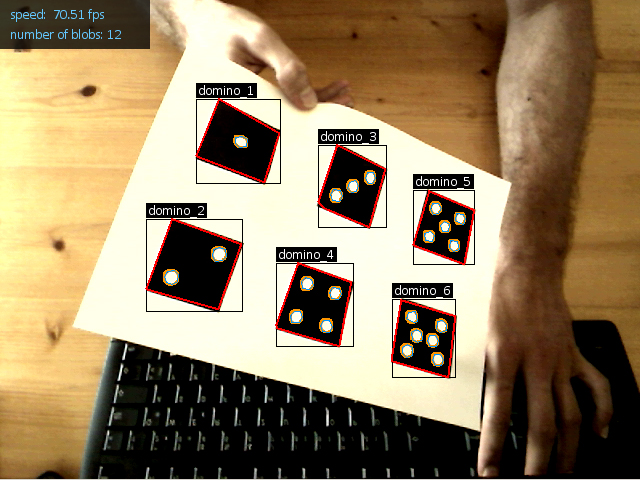 speed: 70.51 fps
number of blobs: 12
domino_1
domino_3
domino_5
domino_2
domino_4
domino_6